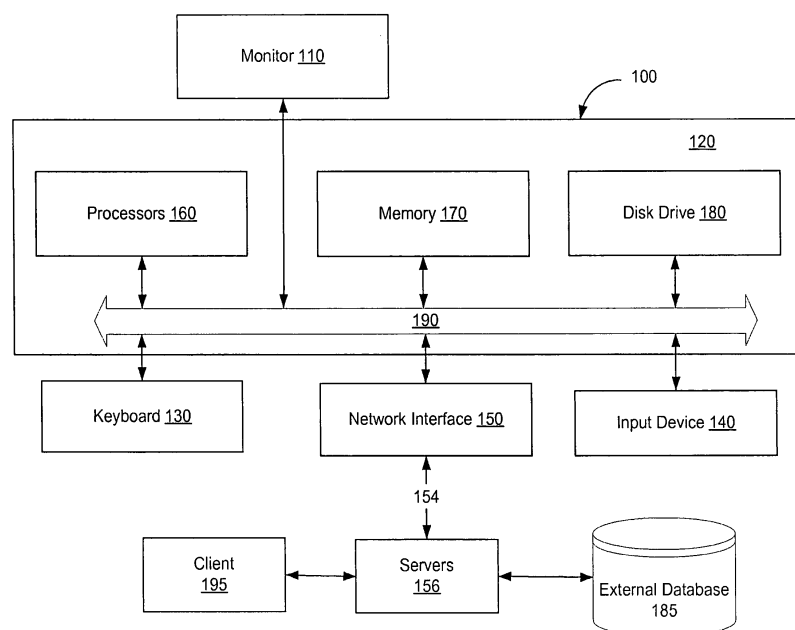 Monitor 110
100
120
Processors 160
Memory 170
Disk Drive 180
190
Keyboard 130
Network Interface 150
Input Device 140
154
Client
195
Servers
156
External Database
185